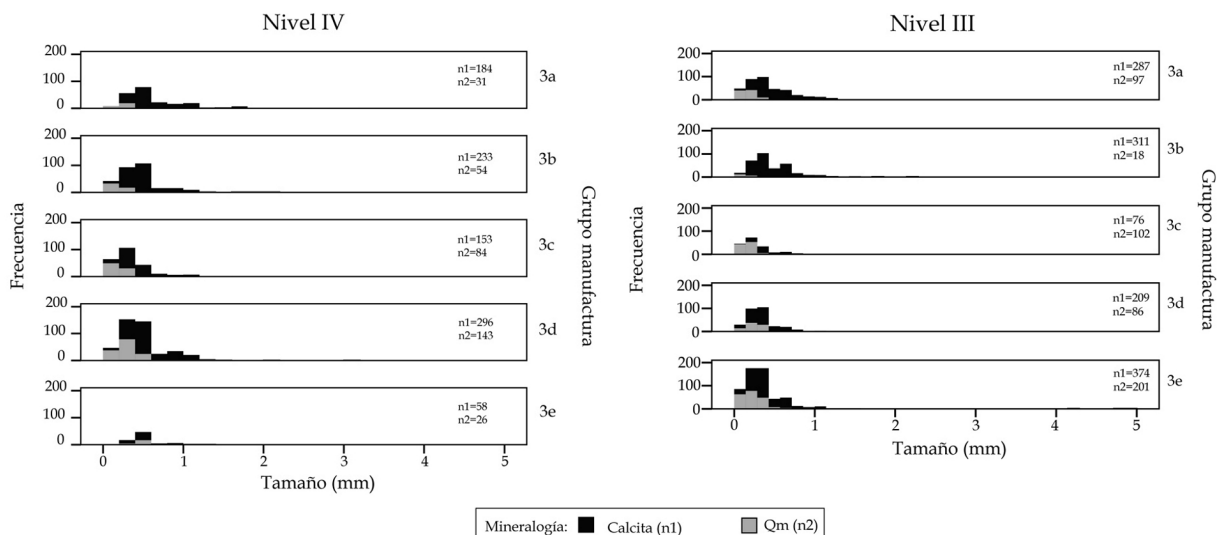 Nivel IV
200
100
0
n1=184
n2=31
3a
200
100
0
n1=233
n2=54
3b
200
100
0
n1=153
n2=84
3c
200
100
0
n1=296
n2=143
3d
200
100
0
n1=58
n2=26
3e
Frecuencia
Grupo manufactura
0 1 2 3 4 5
Tamaño (mm)
Nivel III
200
100
0
n1=287
n2=97
3a
200
100
0
n1=311
n2=18
3b
200
100
0
n1=76
n2=102
3c
200
100
0
n1=209
n2=86
3d
200
100
0
n1=374
n2=201
3e
Frecuencia
Grupo manufactura
0 1 2 3 4 5
Tamaño (mm)
Mineralogía: Calcita (n1) Qm (n2)